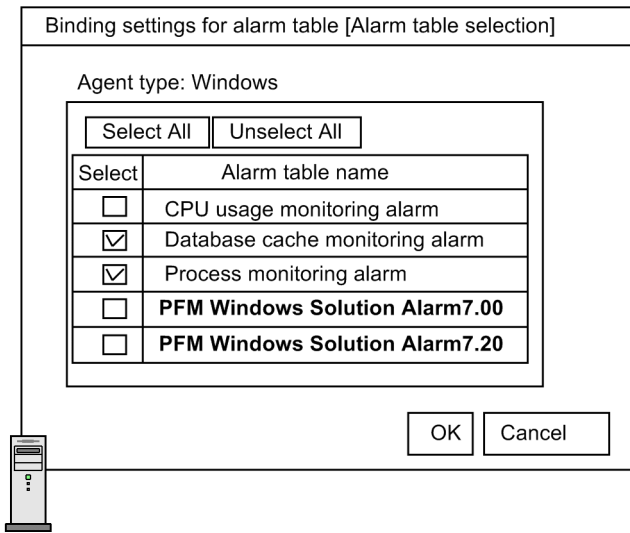 Binding settings for alarm table [Alarm table selection]
Agent type: Windows
Select All Unselect All
Select Alarm table name
CPU usage monitoring alarm
Database cache monitoring alarm
Process monitoring alarm
PFM Windows Solution Alarm7.00
PFM Windows Solution Alarm7.20
OK Cancel